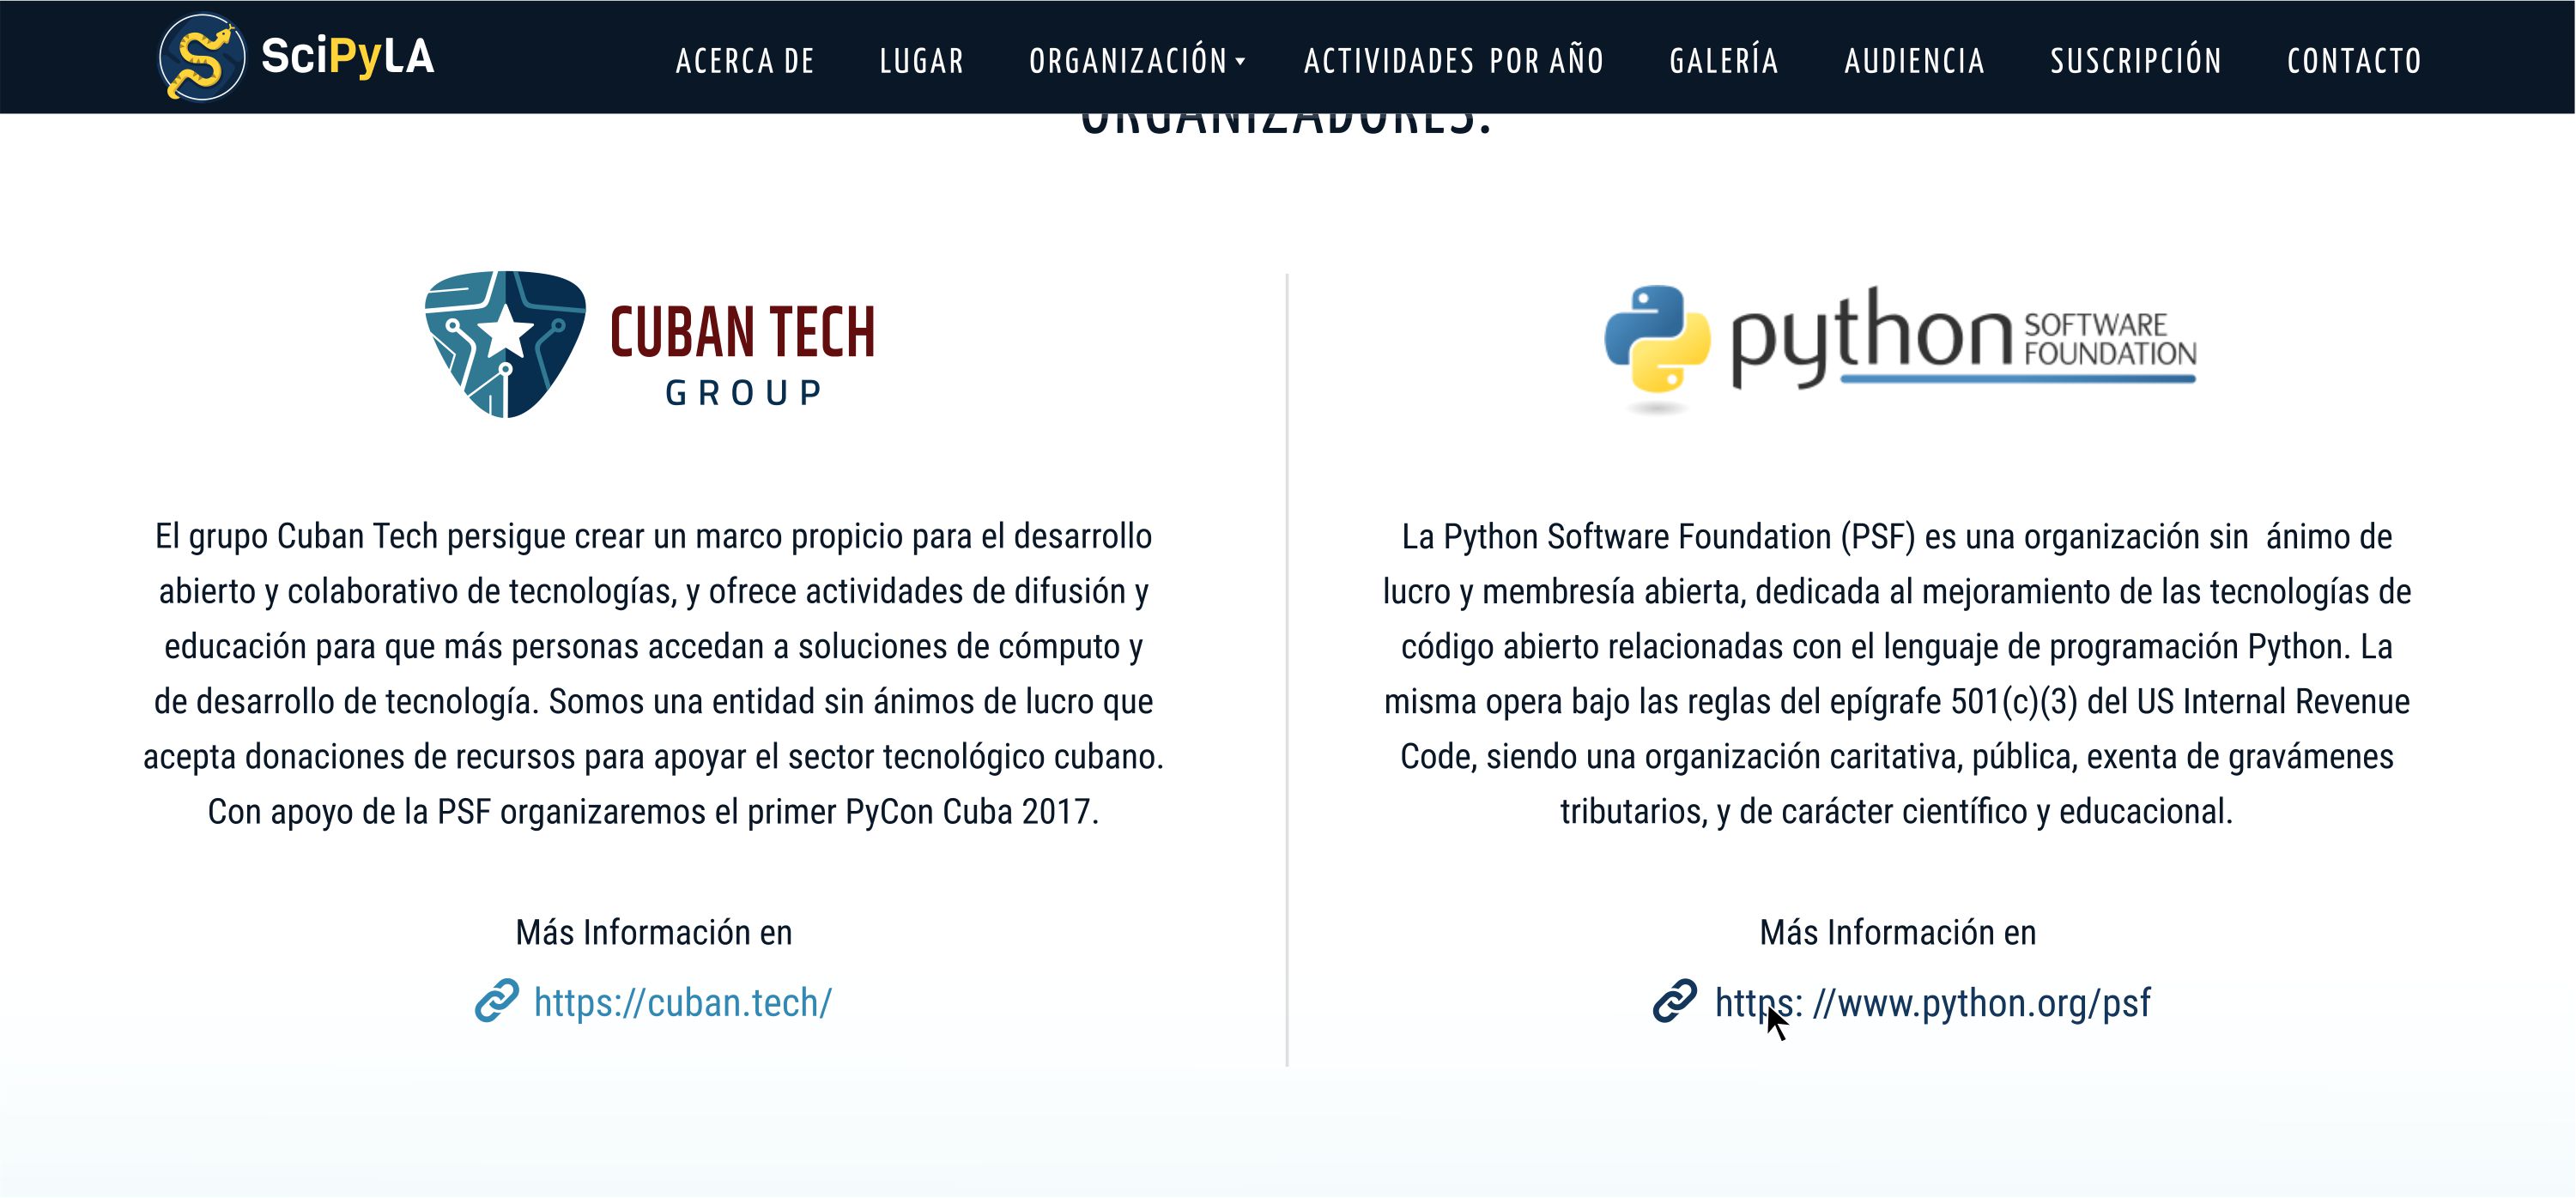 SciPyLA
ACERCA DE LUGAR ORGANIZACIÓN ACTIVIDADES POR AÑO GALERÍA AUDIENCIA SUSCRIPCIÓN CONTACTO
ORGANIZADORES:
CUBAN TECH
GROUP
El grupo Cuban Tech persigue crear un marco propicio para el desarrollo
abierto y colaborativo de tecnologías, y ofrece actividades de difusión y
educación para que más personas accedan a soluciones de cómputo y
de desarrollo de tecnología. Somos una entidad sin ánimos de lucro que
acepta donaciones de recursos para apoyar el sector tecnológico cubano.
Con apoyo de la PSF organizaremos el primer PyCon Cuba 2017.
Más Información en
https://cuban.tech/
python SOFTWARE
FOUNDATION
La Python Software Foundation (PSF) es una organización sin  ánimo de
lucro y membresía abierta, dedicada al mejoramiento de las tecnologías de
código abierto relacionadas con el lenguaje de programación Python. La
misma opera bajo las reglas del epígrafe 501(c)(3) del US Internal Revenue
Code, siendo una organización caritativa, pública, exenta de gravámenes
tributarios, y de carácter científico y educacional.
Más Información en
https: //www.python.org/psf